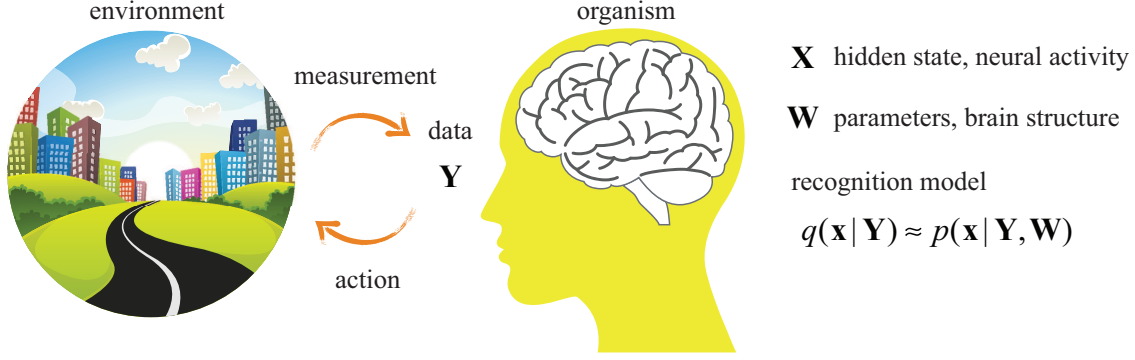 environment
organism
measurement
data
Y
action
X hidden state, neural activity
W parameters, brain structure
recognition model
q(x | Y) ≈ p(x | Y, W)